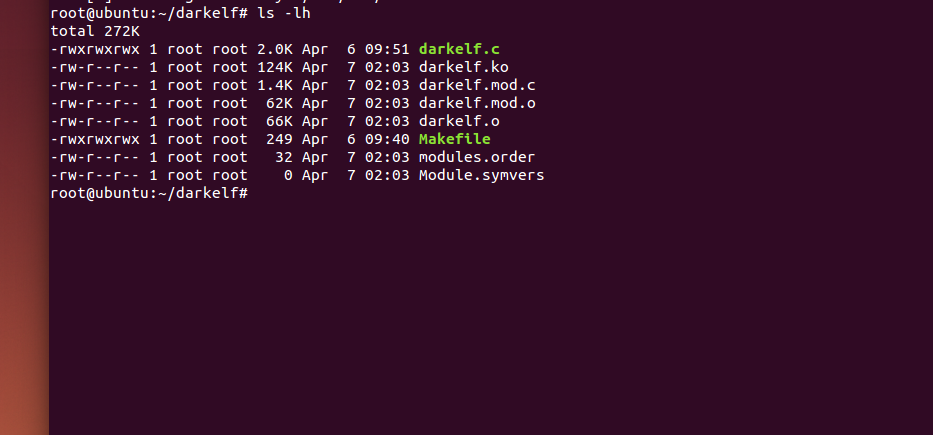 root@ubuntu:~/darkelf# ls -lh
total 272K
-rwxrwxrwx 1 root root 2.0K Apr  6 09:51 darkelf.c
-rw-r--r-- 1 root root 124K Apr  7 02:03 darkelf.ko
-rw-r--r-- 1 root root 1.4K Apr  7 02:03 darkelf.mod.c
-rw-r--r-- 1 root root  62K Apr  7 02:03 darkelf.mod.o
-rw-r--r-- 1 root root  66K Apr  7 02:03 darkelf.o
-rwxrwxrwx 1 root root  249 Apr  6 09:40 Makefile
-rw-r--r-- 1 root root   32 Apr  7 02:03 modules.order
-rw-r--r-- 1 root root    0 Apr  7 02:03 Module.symvers
root@ubuntu:~/darkelf#